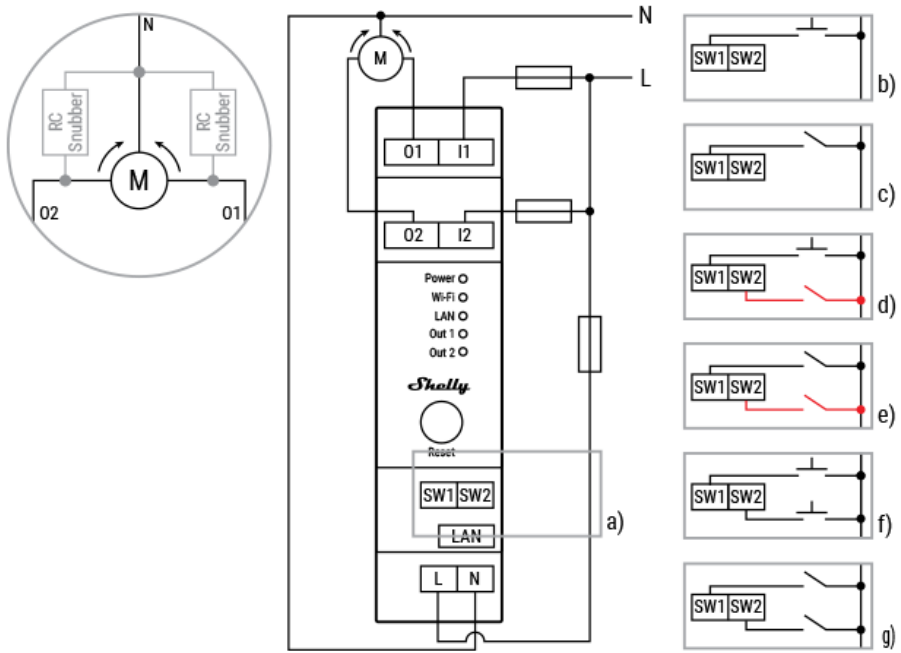 N
RC
Snubber
RC
Snubber
M
O2
O1
N
M
L
O1 I1
O2 I2
Power
Wi-Fi
LAN
Out 1
Out 2
Shelly
Reset
SW1 SW2
LAN
a)
L N
SW1 SW2
b)
SW1 SW2
c)
SW1 SW2
d)
SW1 SW2
e)
SW1 SW2
f)
SW1 SW2
g)